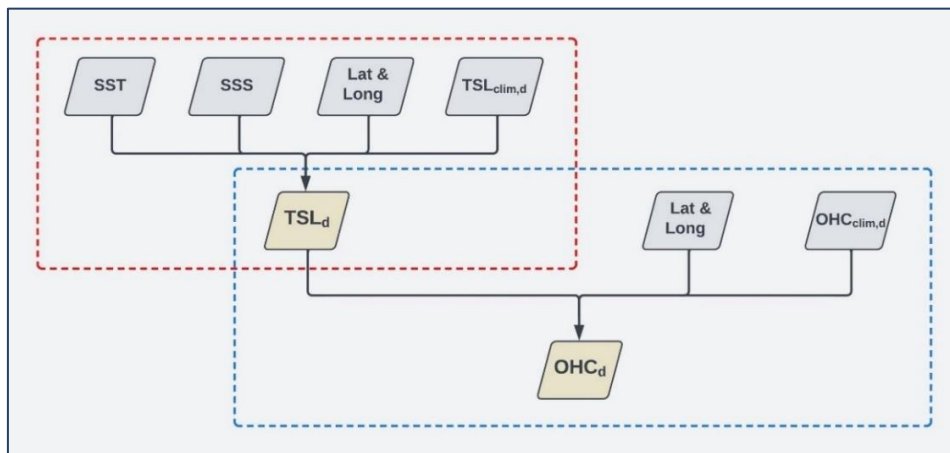 SST
SSS
Lat &
Long
TSLclim,d
TSLd
Lat &
Long
OHCclim,d
OHCd